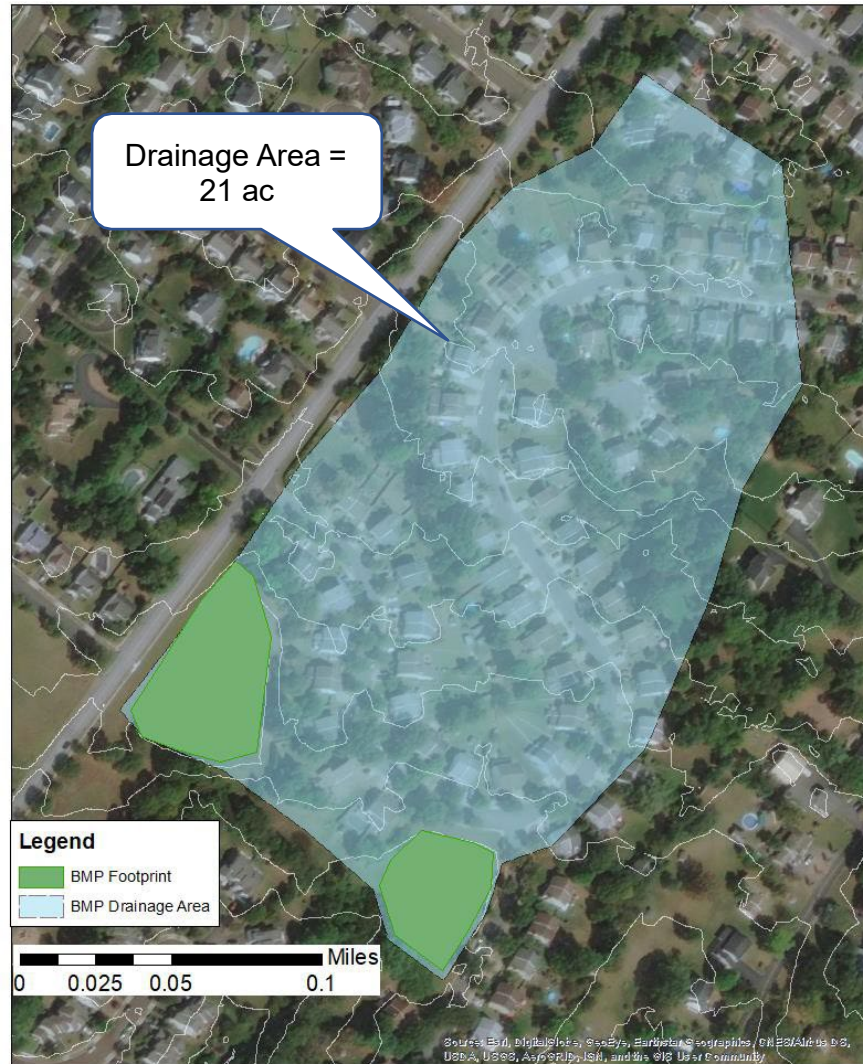 Drainage Area =
21 ac
Legend
BMP Footprint
BMP Drainage Area
Miles
0 0.025 0.05 0.1
Source: Esri, DigitalGlobe, GeoEye, Earthstar Geographics, CNES/Airbus DS,
USDA, USGS, AeroGRID, IGN, and the GIS User Community